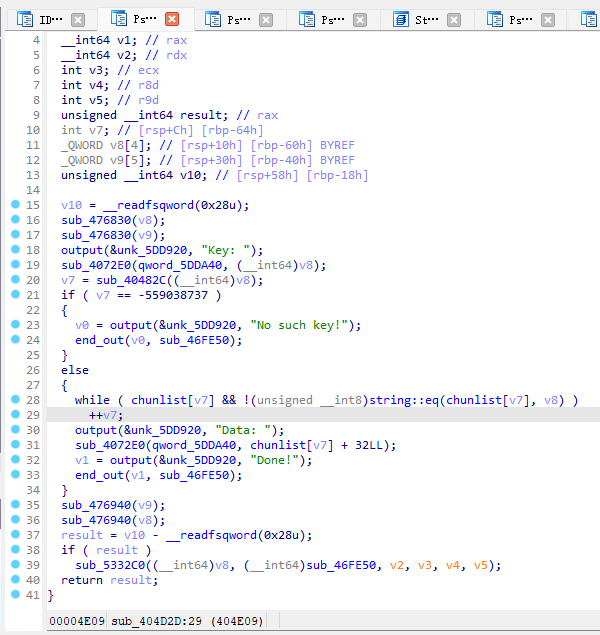 ID··· Ps··· Ps··· Ps··· St··· Ps···
4 __int64 v1; // rax
5 __int64 v2; // rdx
6 int v3; // ecx
7 int v4; // r8d
8 int v5; // r9d
9 unsigned __int64 result; // rax
10 int v7; // [rsp+Ch] [rbp-64h]
11 _QWORD v8[4]; // [rsp+10h] [rbp-60h] BYREF
12 _QWORD v9[5]; // [rsp+30h] [rbp-40h] BYREF
13 unsigned __int64 v10; // [rsp+58h] [rbp-18h]
14
15 v10 = __readfsqword(0x28u);
16 sub_476830(v8);
17 sub_476830(v9);
18 output(&unk_5DD920, "Key: ");
19 sub_4072E0(qword_5DDA40, (__int64)v8);
20 v7 = sub_40482C((__int64)v8);
21 if ( v7 == -559038737 )
22 {
23 v0 = output(&unk_5DD920, "No such key!");
24 end_out(v0, sub_46FE50);
25 }
26 else
27 {
28 while ( chunlist[v7] && !(unsigned __int8)string::eq(chunlist[v7], v8) )
29 ++v7;
30 output(&unk_5DD920, "Data: ");
31 sub_4072E0(qword_5DDA40, chunlist[v7] + 32LL);
32 v1 = output(&unk_5DD920, "Done!");
33 end_out(v1, sub_46FE50);
34 }
35 sub_476940(v9);
36 sub_476940(v8);
37 result = v10 - __readfsqword(0x28u);
38 if ( result )
39 sub_5332C0((__int64)v8, (__int64)sub_46FE50, v2, v3, v4, v5);
40 return result;
41 }
00004E09 sub_404D2D:29 (404E09)